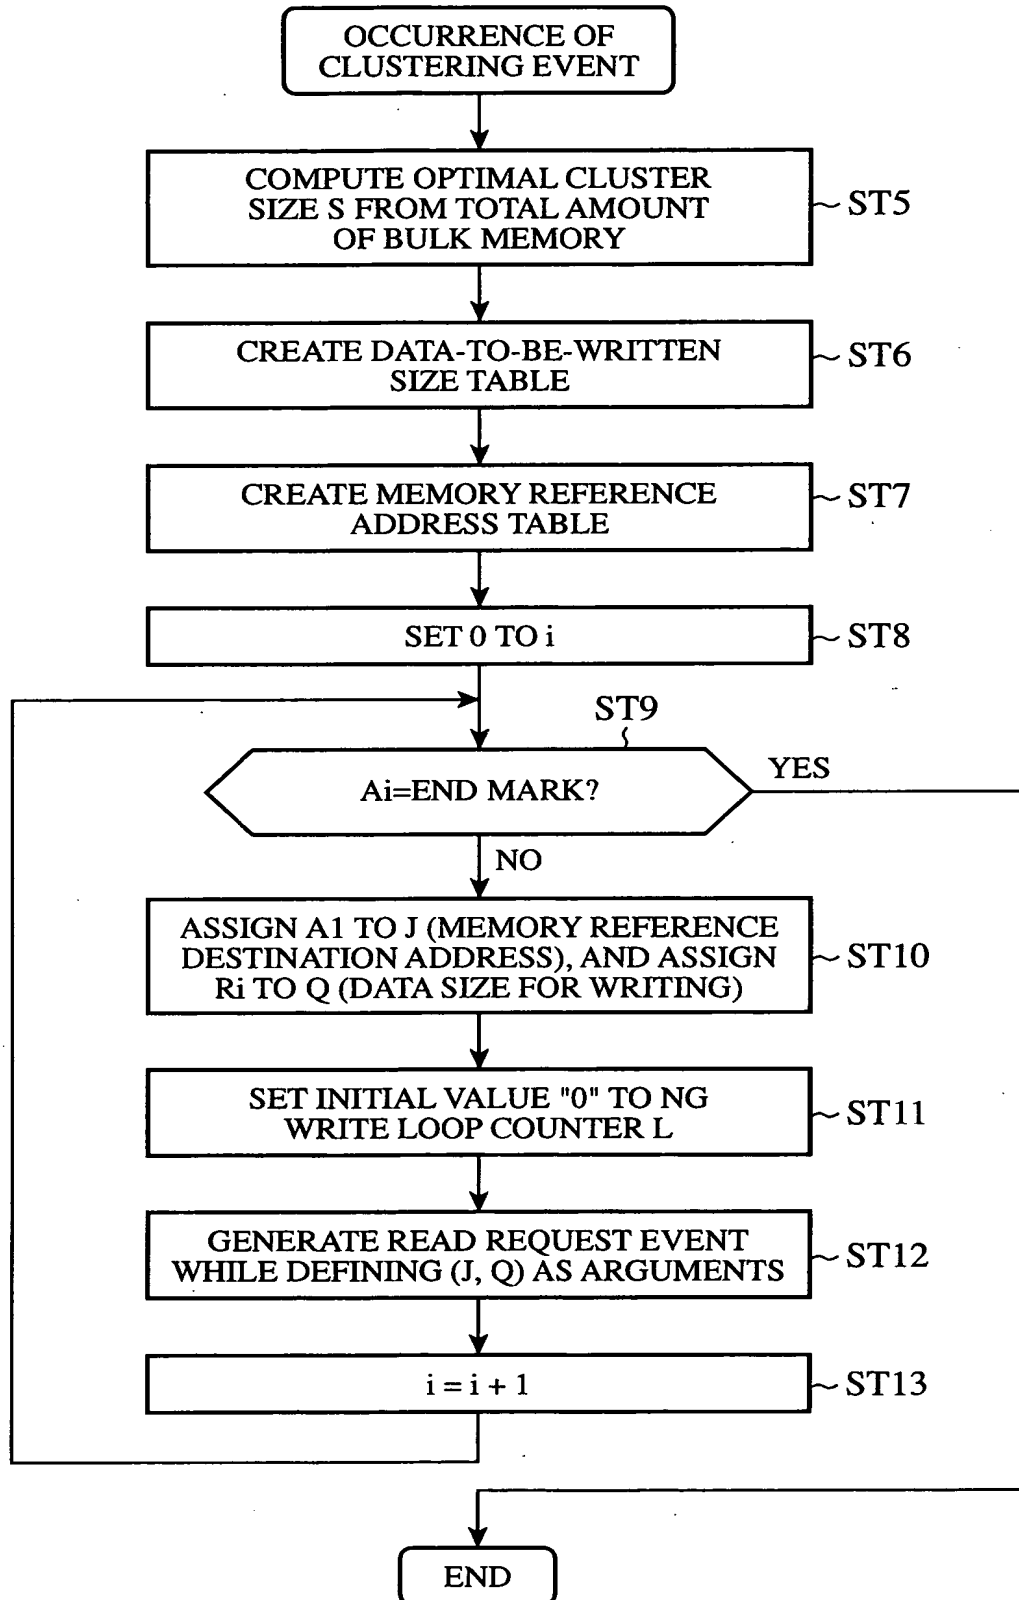 OCCURRENCE OF
CLUSTERING EVENT
COMPUTE OPTIMAL CLUSTER
SIZE S FROM TOTAL AMOUNT
OF BULK MEMORY
ST5
CREATE DATA-TO-BE-WRITTEN
SIZE TABLE
ST6
CREATE MEMORY REFERENCE
ADDRESS TABLE
ST7
SET 0 TO i
ST8
ST9
Ai=END MARK?
YES
NO
ASSIGN A1 TO J (MEMORY REFERENCE
DESTINATION ADDRESS), AND ASSIGN
Ri TO Q (DATA SIZE FOR WRITING)
ST10
SET INITIAL VALUE "0" TO NG
WRITE LOOP COUNTER L
ST11
GENERATE READ REQUEST EVENT
WHILE DEFINING (J, Q) AS ARGUMENTS
ST12
i = i + 1
ST13
END